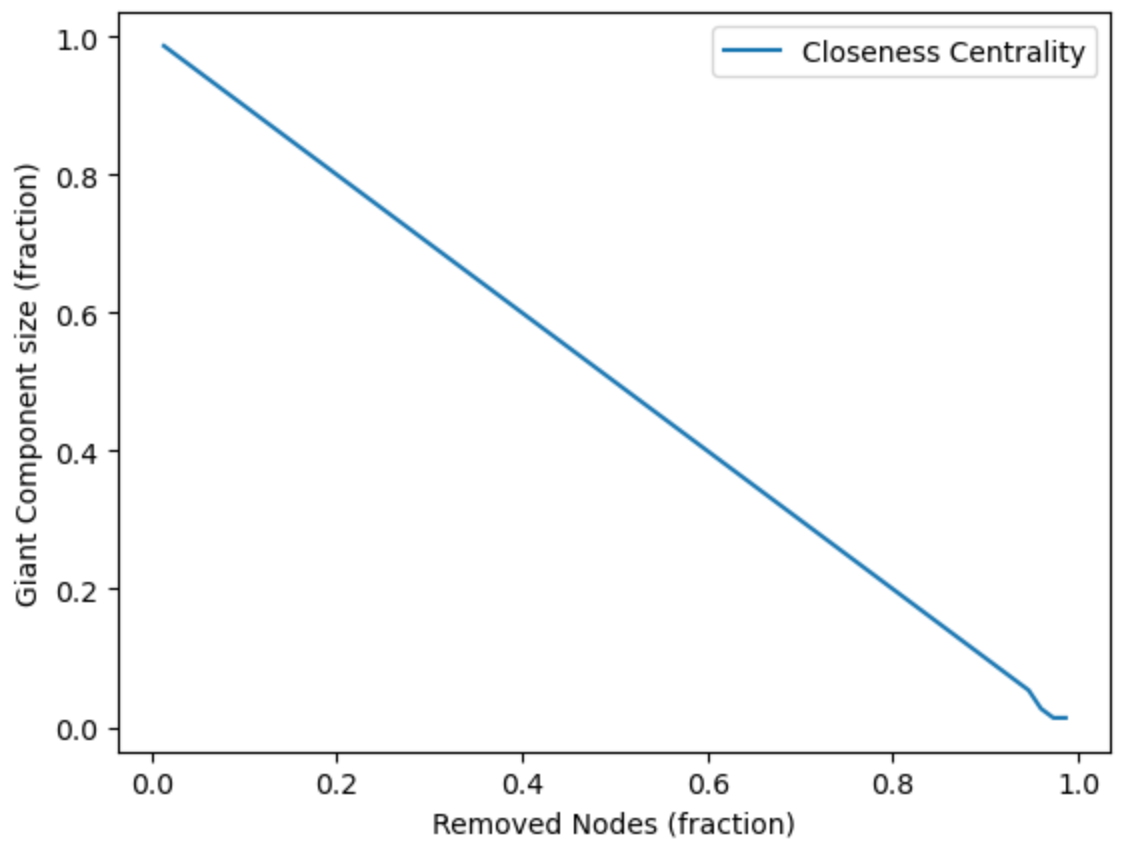 Closeness Centrality
Giant Component size (fraction)
1.0
0.8
0.6
0.4
0.2
0.0
0.0 0.2 0.4 0.6 0.8 1.0
Removed Nodes (fraction)